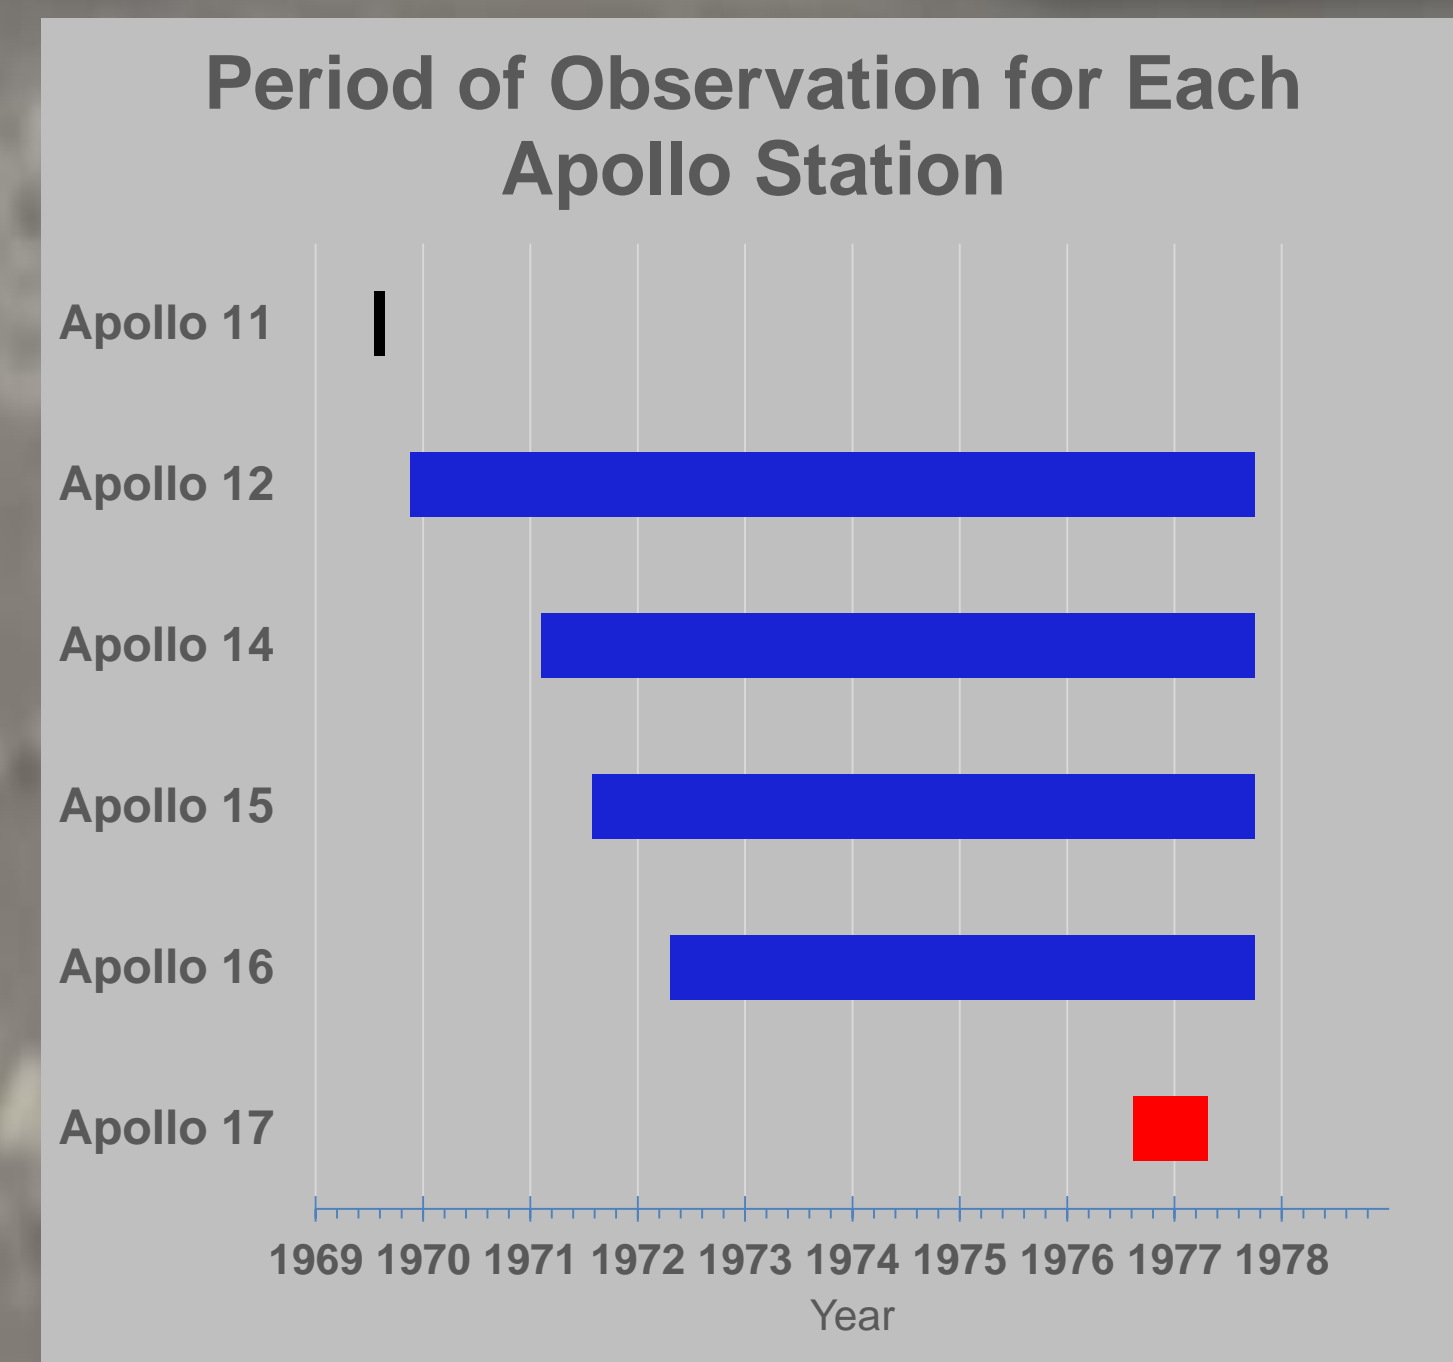 Period of Observation for Each
Apollo Station
Apollo 11
Apollo 12
Apollo 14
Apollo 15
Apollo 16
Apollo 17
1969 1970 1971 1972 1973 1974 1975 1976 1977 1978
Year